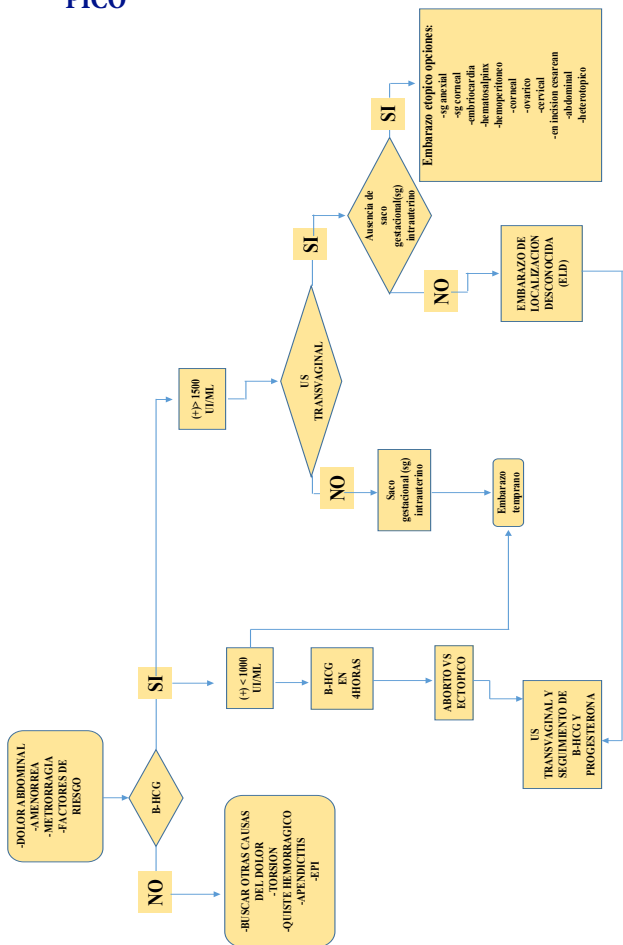 PICO
-DOLOR ABDOMINAL
-AMENORREA
-METRORRAGIA
-FACTORES DE
RIESGO
B-HCG
NO
SI
-BUSCAR OTRAS CAUSAS
DEL DOLOR
-TORSION
-QUISTE HEMORRAGICO
-APENDICITIS
-EPI
(+) < 1000
UI/ML
B-HCG
EN
4HORAS
ABORTO VS
ECTOPICO
US
TRANSVAGINAL Y
SEGUIMIENTO DE
B-HCG Y
PROGESTERONA
(+)> 1500
UI/ML
US
TRANSVAGINAL
NO
SI
Saco
gestacional (sg)
intrauterino
Embarazo
temprano
Ausencia de
saco
gestacional(sg)
intrauterino
NO
SI
EMBARAZO DE
LOCALIZACION
DESCONOCIDA
(ELD)
Embarazo etopico opciones:
-sg anexial
-sg corneal
-embriocardia
-hematosalpinx
-hemoperitoneo
-corneal
-ovarico
-cervical
-en incision cesarean
-abdominal
-heterotopico